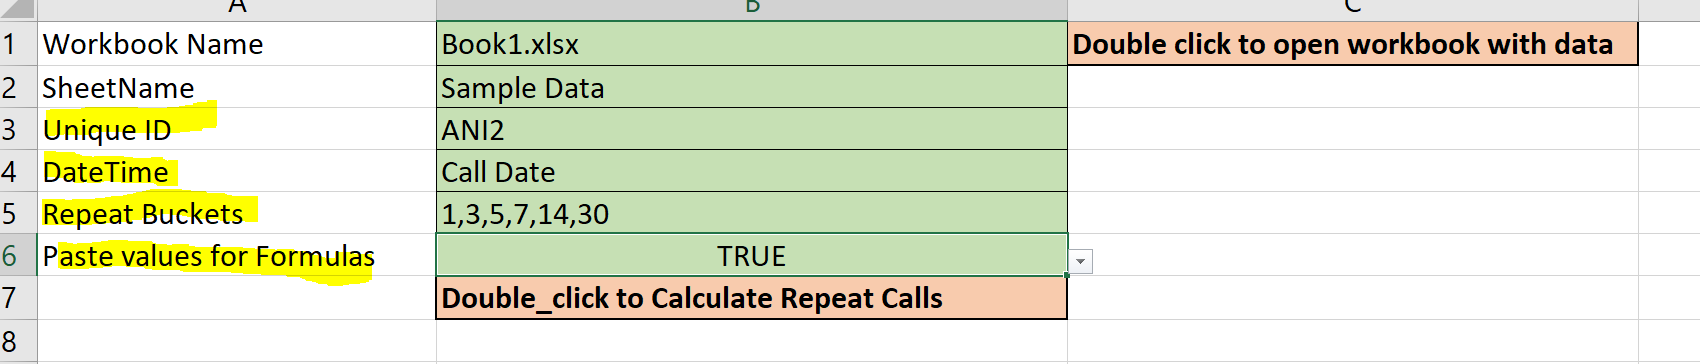 A B C
1 Workbook Name Book1.xlsx Double click to open workbook with data
2 SheetName Sample Data
3 Unique ID ANI2
4 DateTime Call Date
5 Repeat Buckets 1,3,5,7,14,30
6 Paste values for Formulas TRUE
7 Double_click to Calculate Repeat Calls
8